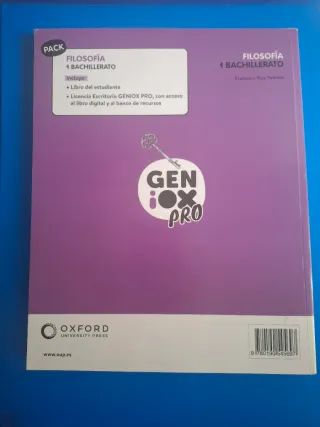 PACK
FILOSOFÍA
1 BACHILLERATO
Incluye:
• Libro del estudiante
• Licencia Escritorio GENiOX PRO, con acceso
al libro digital y al banco de recursos
FILOSOFÍA
1 BACHILLERATO
GEN
iOX
PRO
OXFORD
UNIVERSITY PRESS
www.oup.es